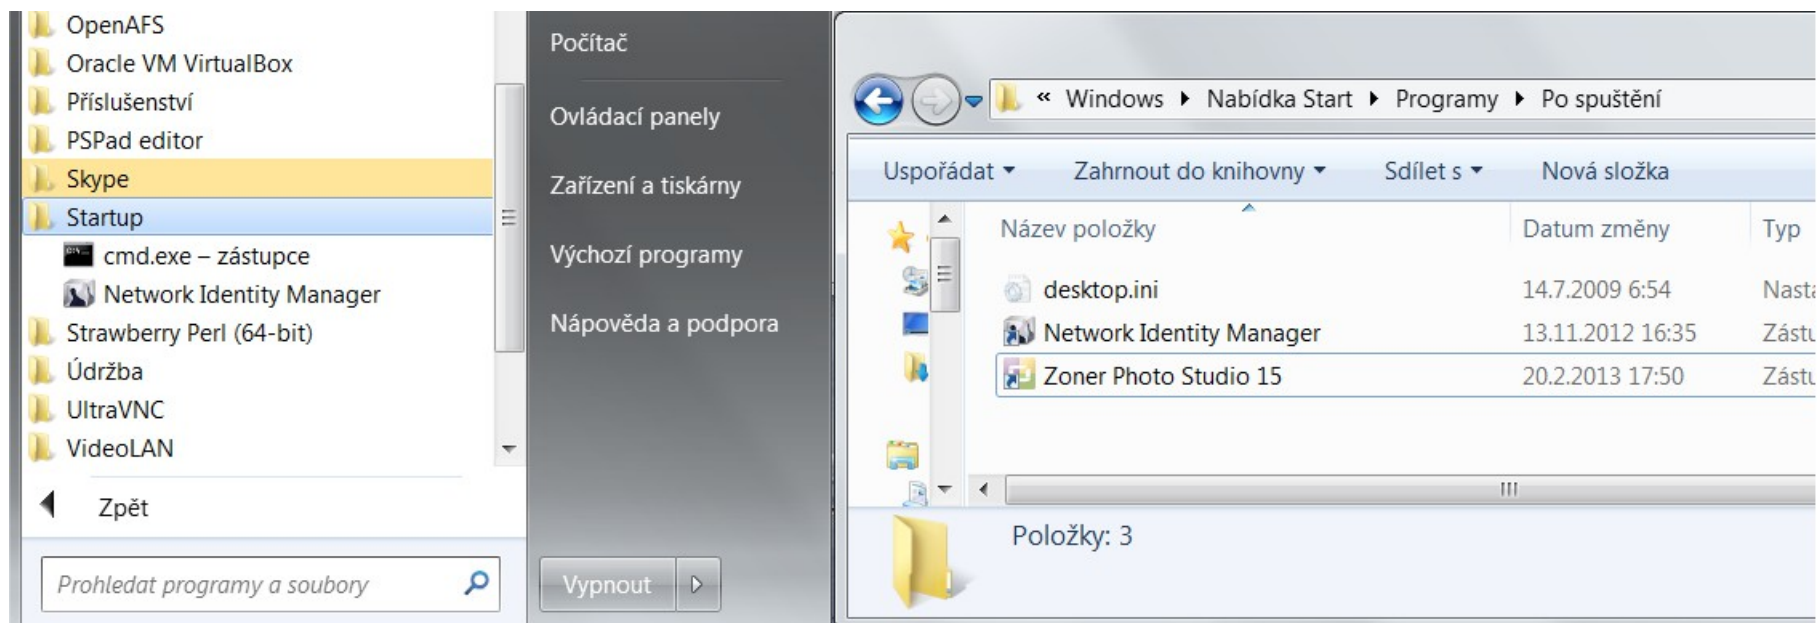 OpenAFS
Oracle VM VirtualBox
Příslušenství
PSPad editor
Skype
Startup
cmd.exe – zástupce
Network Identity Manager
Strawberry Perl (64-bit)
Údržba
UltraVNC
VideoLAN
Zpět
Prohledat programy a soubory
Počítač
Ovládací panely
Zařízení a tiskárny
Výchozí programy
Nápověda a podpora
Vypnout
« Windows ▸ Nabídka Start ▸ Programy ▸ Po spuštění
Uspořádat ▾ Zahrnout do knihovny ▾ Sdílet s ▾ Nová složka
Název položky Datum změny Typ
desktop.ini 14.7.2009 6:54 Nasta
Network Identity Manager 13.11.2012 16:35 Zástu
Zoner Photo Studio 15 20.2.2013 17:50 Zástu
Položky: 3